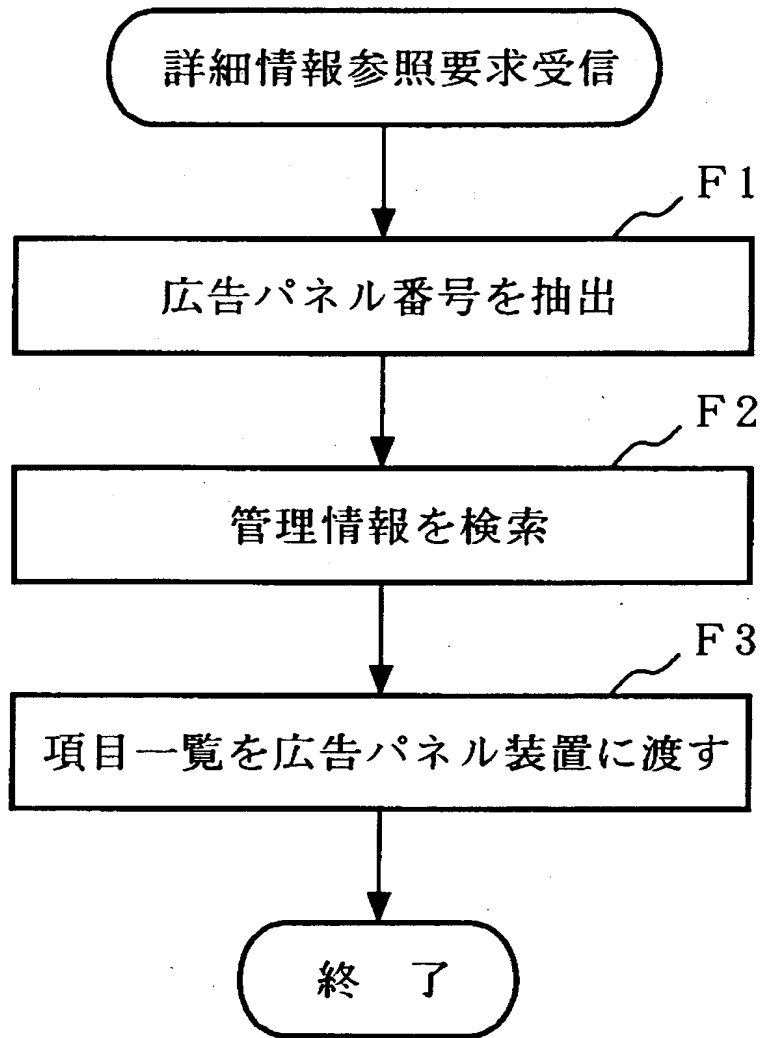 詳細情報参照要求受信
F1
広告パネル番号を抽出
F2
管理情報を検索
F3
項目一覧を広告パネル装置に渡す
終 了